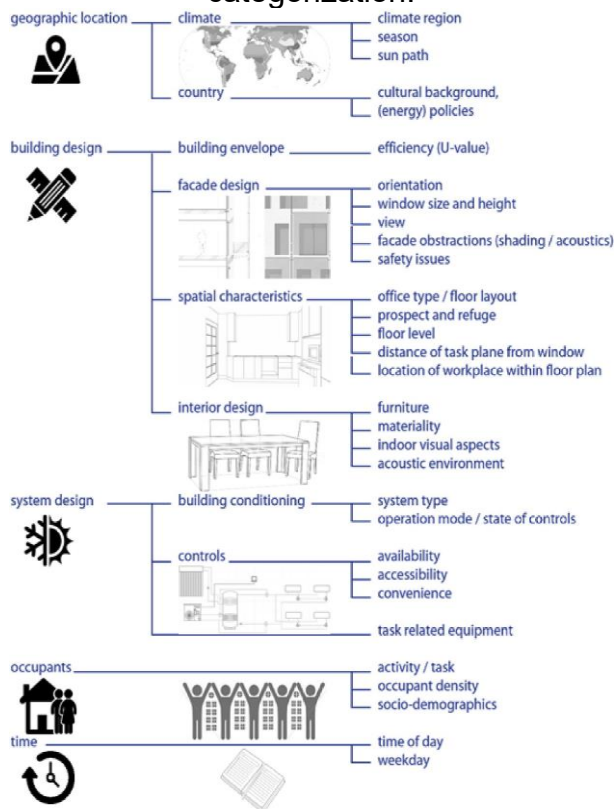 categorization.
geographic location
climate
climate region
season
sun path
country
cultural background,
(energy) policies
building design
building envelope
efficiency (U-value)
facade design
orientation
window size and height
view
facade obstructions (shading / acoustics)
safety issues
spatial characteristics
office type / floor layout
prospect and refuge
floor level
distance of task plane from window
location of workplace within floor plan
interior design
furniture
materiality
indoor visual aspects
acoustic environment
system design
building conditioning
system type
operation mode / state of controls
controls
availability
accessibility
convenience
task related equipment
occupants
activity / task
occupant density
socio-demographics
time
time of day
weekday